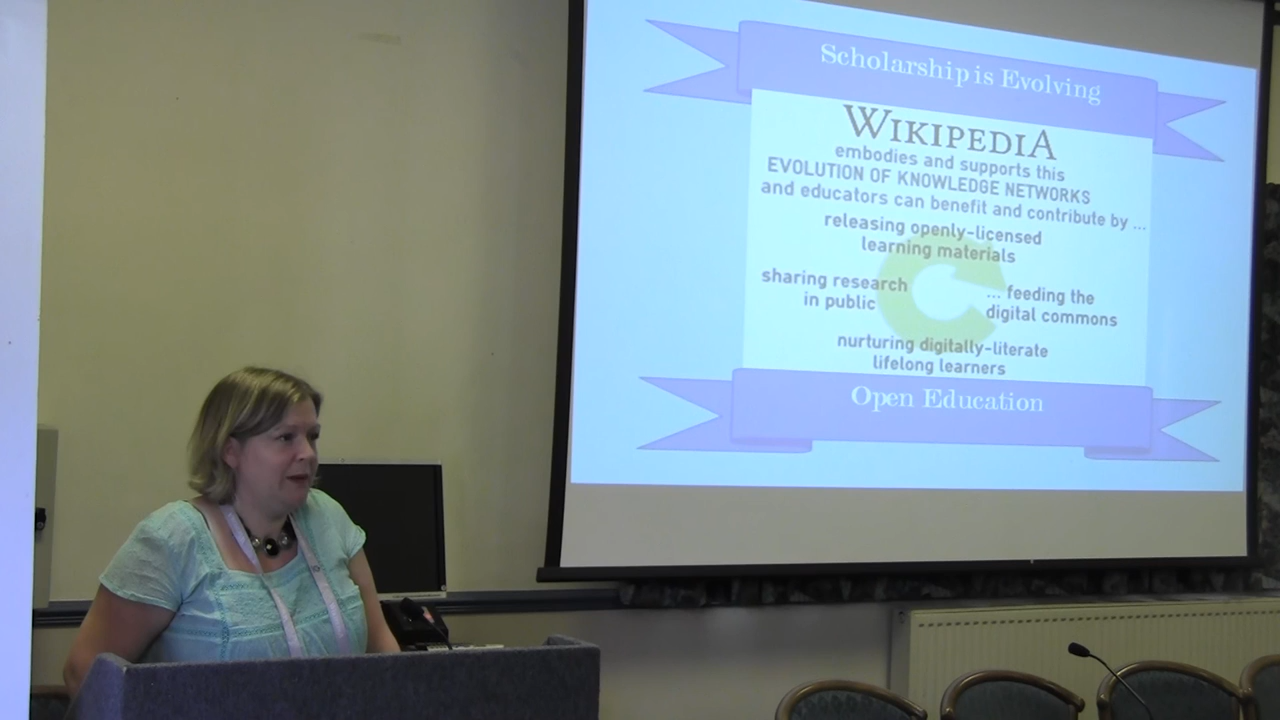 Scholarship is Evolving
WIKIPEDIA
embodies and supports this
EVOLUTION OF KNOWLEDGE NETWORKS
and educators can benefit and contribute by ...
releasing openly-licensed
learning materials
sharing research
in public
... feeding the
digital commons
nurturing digitally-literate
lifelong learners
Open Education